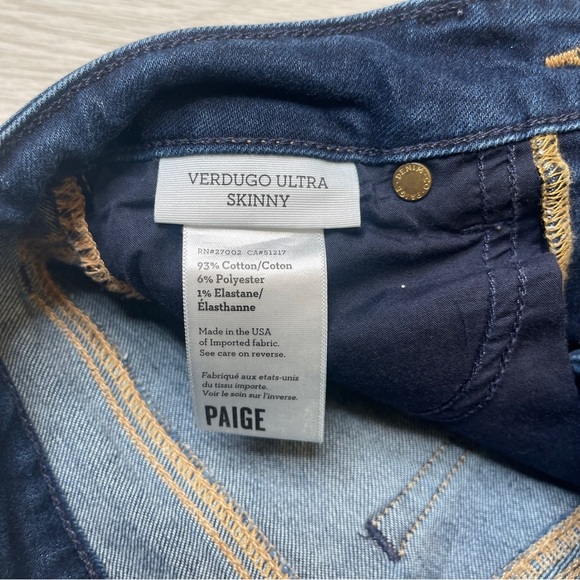 VERDUGO ULTRA
SKINNY
RN#27002 CA#51217
93% Cotton/Coton
6% Polyester
1% Elastane/
Élasthanne
Made in the USA
of Imported fabric.
See care on reverse.
Fabriqué aux etats-unis
du tissu importe.
Voir le soin sur l'inverse.
PAIGE
DENIM CO